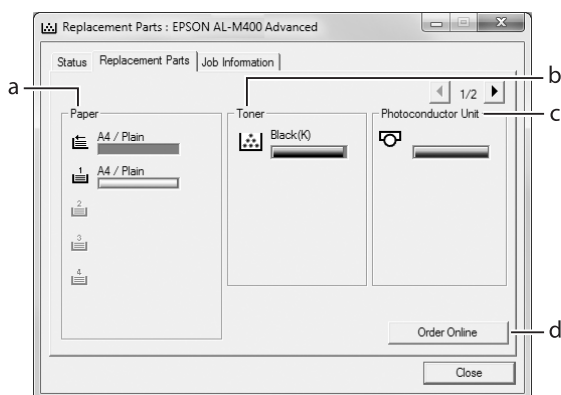 Replacement Parts : EPSON AL-M400 Advanced
Status Replacement Parts Job Information
a
b
1/2
Paper
Toner
Photoconductor Unit
c
A4 / Plain
Black(K)
1
A4 / Plain
2
3
4
Order Online
d
Close